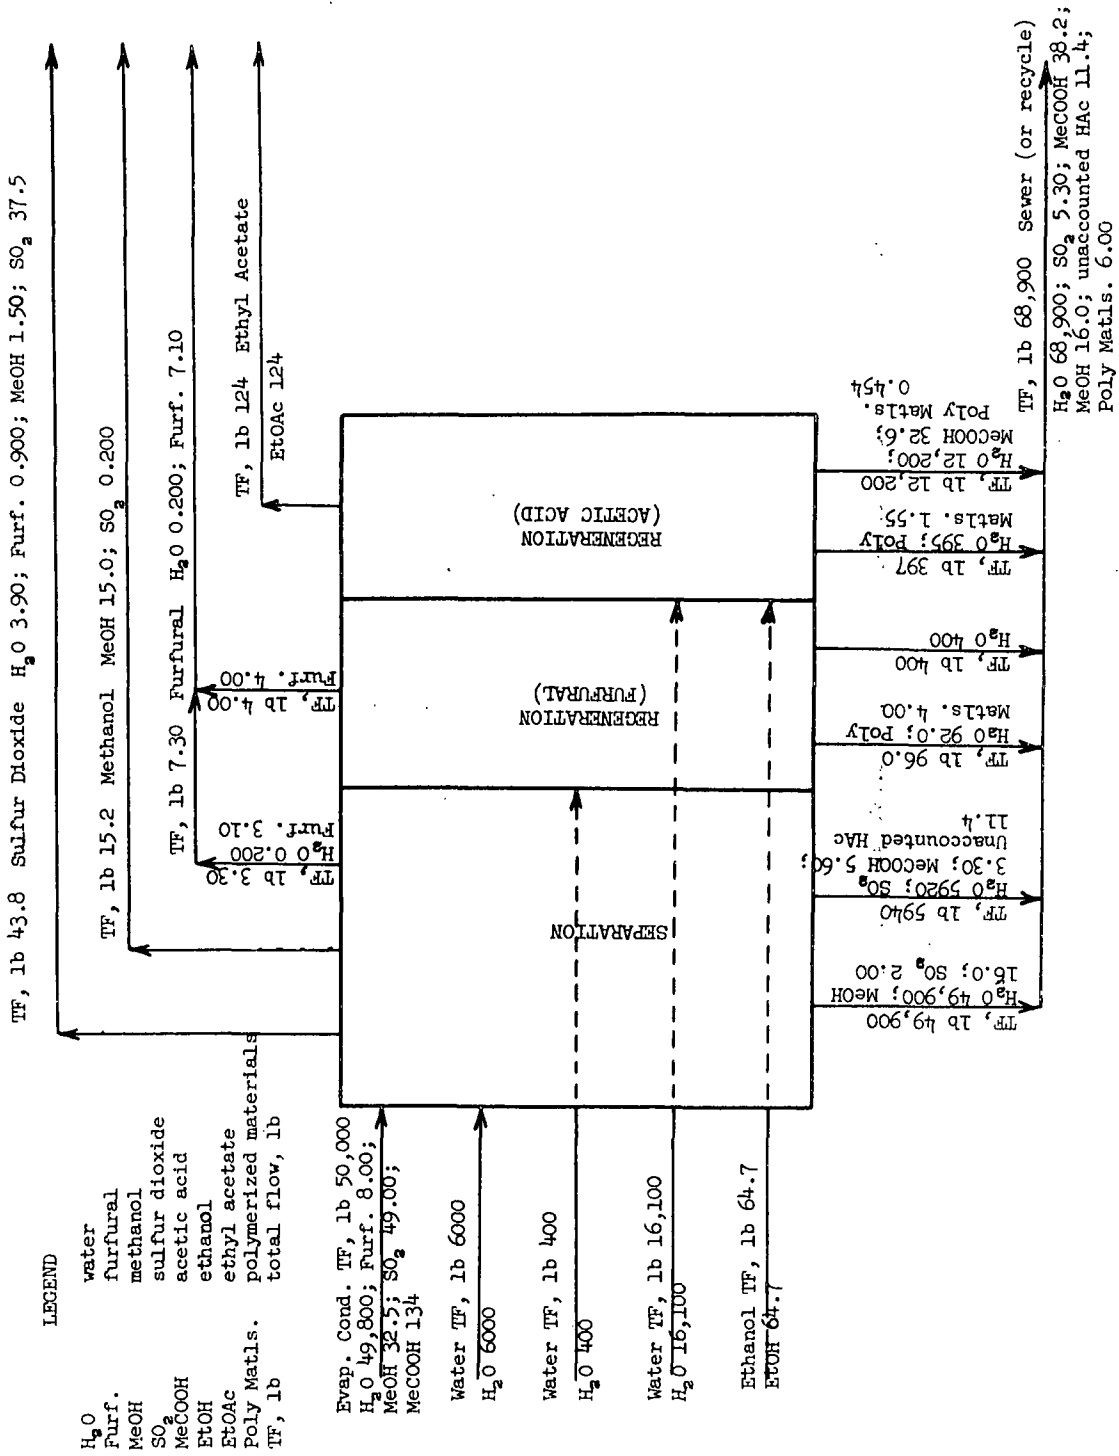 LEGEND
H₂O water
Furf. furfural
MeOH methanol
SO₂ sulfur dioxide
MeCOOH acetic acid
EtOH ethanol
EtOAc ethyl acetate
Poly Matls. polymerized materials
TF, lb total flow, lb
TF, lb 43.8 Sulfur Dioxide H₂O 3.90; Furf. 0.900; MeOH 1.50; SO₂ 37.5
TF, lb 15.2 Methanol MeOH 15.0; SO₂ 0.200
TF, lb 7.30 Furfural H₂O 0.200; Furf. 7.10
TF, lb 124 Ethyl Acetate
EtOAc 124
TF, lb 3.30
H₂O 0.200
Furf. 3.10
TF, lb 4.00
Furf. 4.00
Evap. Cond. TF, lb 50,000
H₂O 49,800; Furf. 8.00;
MeOH 32.5; SO₂ 49.00;
MeCOOH 134
Water TF, lb 6000
H₂O 6000
Water TF, lb 400
H₂O 400
Water TF, lb 16,100
H₂O 16,100
Ethanol TF, lb 64.7
EtOH 64.7
SEPARATION
REGENERATION
(FURFURAL)
REGENERATION
(ACETIC ACID)
TF, lb 49,900
H₂O 49,900; MeOH
16.0; SO₂ 2.00
TF, lb 5940
H₂O 5920; SO₂
3.30; MeCOOH 5.60;
Unaccounted HAc
11.4
TF, lb 96.0
H₂O 92.0; Poly
Matls. 4.00
TF, lb 400
H₂O 400
TF, lb 397
H₂O 395; Poly
Matls. 1.55
TF, lb 12,200
H₂O 12,200;
MeCOOH 32.6;
Poly Matls.
0.454
TF, lb 68,900 Sewer (or recycle)
H₂O 68,900; SO₂ 5.30; MeCOOH 38.2;
MeOH 16.0; unaccounted HAc 11.4;
Poly Matls. 6.00